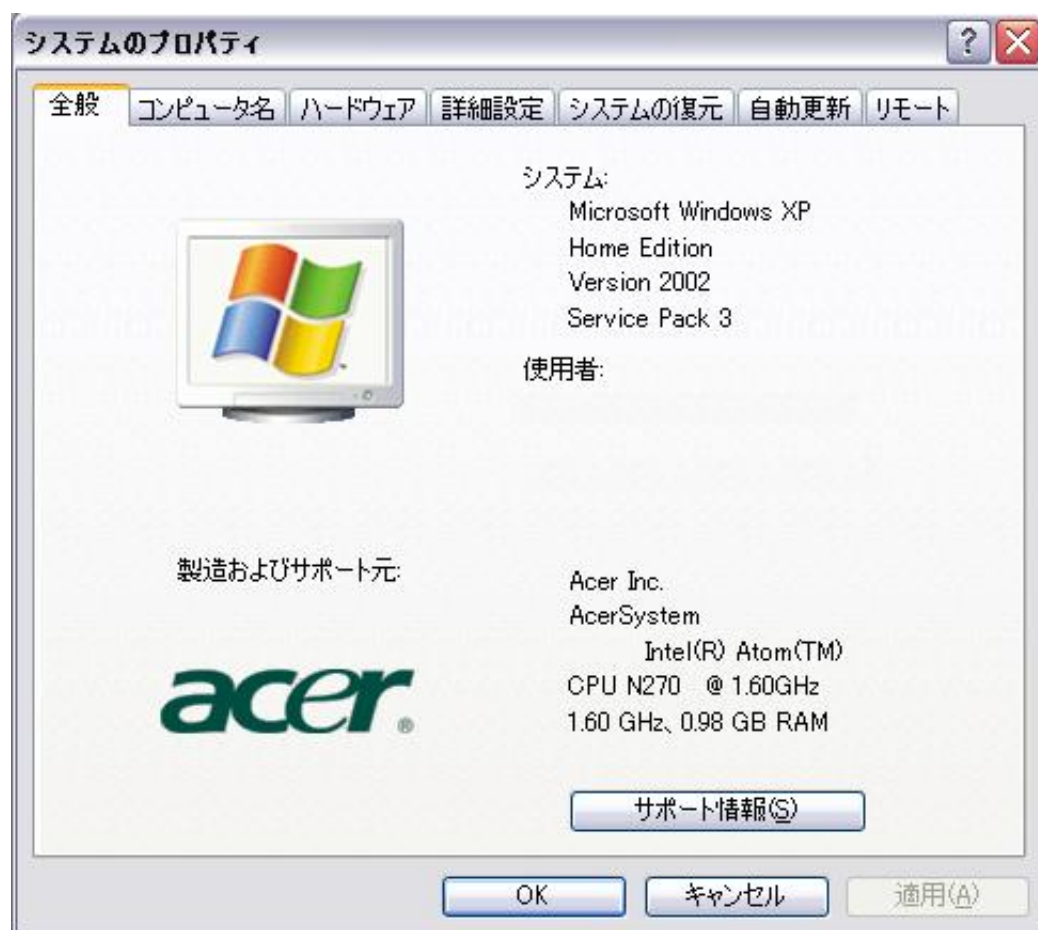 システムのプロパティ
全般 コンピュータ名 ハードウェア 詳細設定 システムの復元 自動更新 リモート
システム:
Microsoft Windows XP
Home Edition
Version 2002
Service Pack 3
使用者:
製造およびサポート元:
Acer Inc.
AcerSystem
Intel(R) Atom(TM)
CPU N270 @ 1.60GHz
1.60 GHz、0.98 GB RAM
acer
サポート情報(S)
OK キャンセル 適用(A)